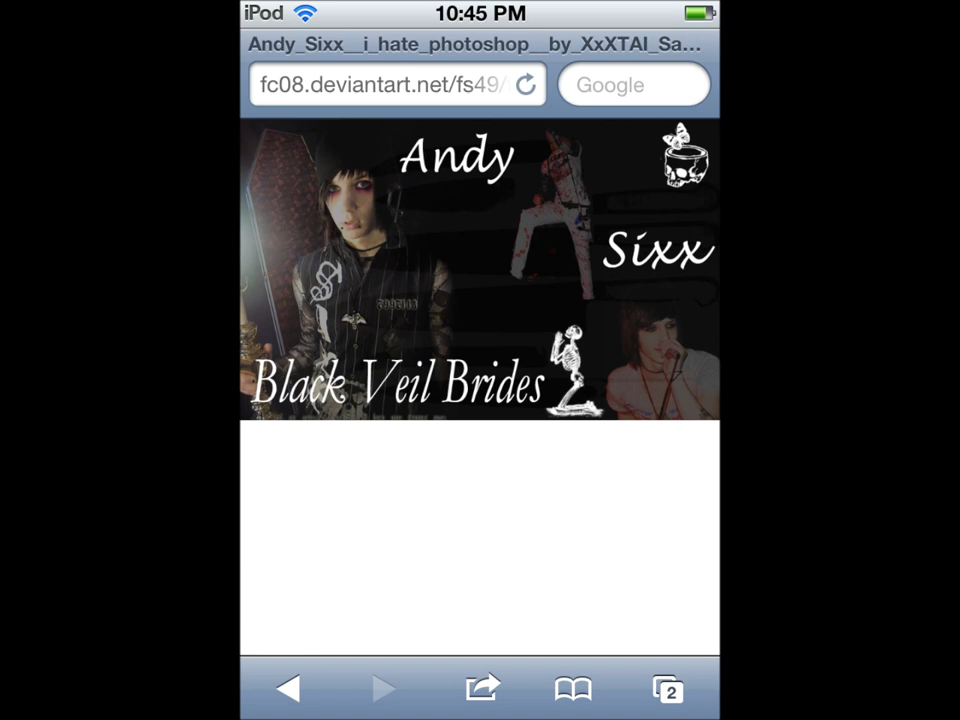 iPod 10:45 PM
Andy_Sixx__i_hate_photoshop__by_XxXTAI_Sa...
fc08.deviantart.net/fs49/
Google
Andy
Sixx
Black Veil Brides
2